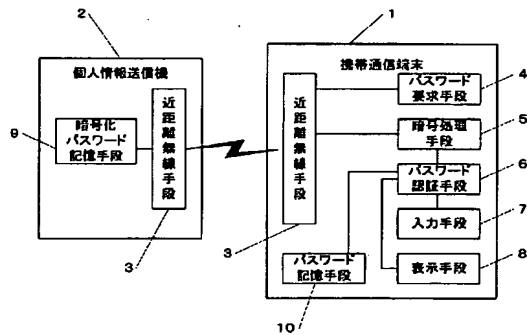 2
個人情報送信機
9
暗号化
パスワード
記憶手段
近距離無線手段
3
1
携帯通信端末
近距離無線手段
3
パスワード
要求手段
4
暗号処理
手段
5
パスワード
認証手段
6
入力手段
7
表示手段
8
パスワード
記憶手段
10